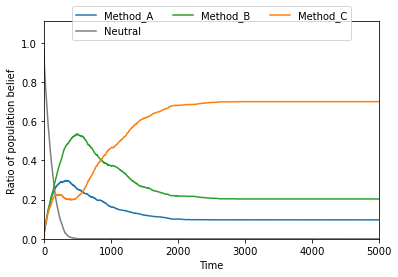 Method_A Method_B Method_C
Neutral
1.0
0.8
0.6
0.4
0.2
0.0
Ratio of population belief
0 1000 2000 3000 4000 5000
Time